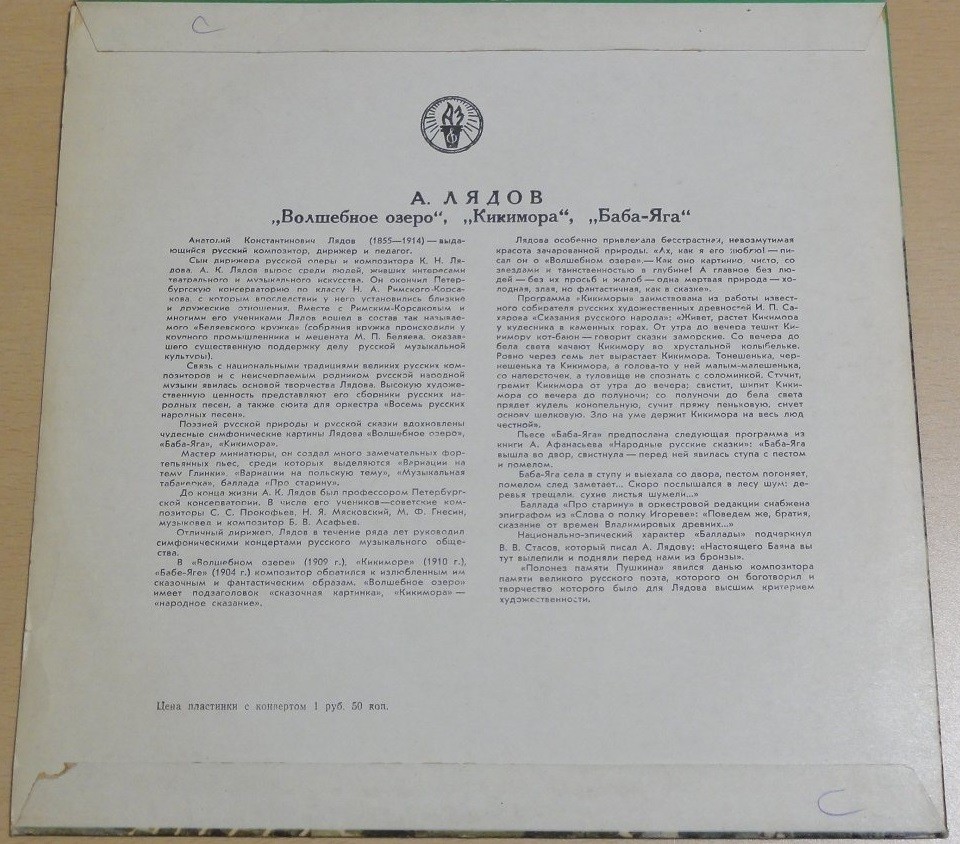 С
АЗ
А. ЛЯДОВ
„Волшебное озеро“, „Кикимора“, „Баба-Яга“
Анатолий Константинович Лядов (1855—1914) — выда-
ющийся русский композитор, дирижер и педагог.
Сын дирижера русской оперы и композитора К. Н. Ля-
дова, А. К. Лядов вырос среди людей, живших интересами
театрального и музыкального искусства. Он окончил Петер-
бургскую консерваторию по классу Н. А. Римского-Корса-
кова, с которым впоследствии у него установились близкие
и дружеские отношения. Вместе с Римским-Корсаковым и
многими его учениками Лядов вошел в состав так называе-
мого «Беляевского кружка» (собрания кружка происходили у
крупного промышленника и мецената М. П. Беляева, оказав-
шего существенную поддержку делу русской музыкальной
культуры).
Связь с национальными традициями великих русских ком-
позиторов и с неисчерпаемым родником русской народной
музыки явилась основой творчества Лядова. Высокую художе-
ственную ценность представляют его сборники русских на-
родных песен, а также сюита для оркестра «Восемь русских
народных песен».
Поэзией русской природы и русской сказки вдохновлены
чудесные симфонические картины Лядова «Волшебное озеро»,
«Баба-Яга», «Кикимора».
Мастер миниатюры, он создал много замечательных фор-
тепьянных пьес, среди которых выделяются «Вариации на
тему Глинки», «Вариации на польскую тему», «Музыкальная
табакерка», баллада «Про старину».
До конца жизни А. К. Лядов был профессором Петербург-
ской консерватории. В числе его учеников—советские ком-
позиторы С. С. Прокофьев, Н. Я. Мясковский, М. Ф. Гнесин,
музыковед и композитор Б. В. Асафьев.
Отличный дирижер, Лядов в течение ряда лет руководил
симфоническими концертами русского музыкального обще-
ства.
В «Волшебном озере» (1909 г.), «Кикиморе» (1910 г.),
«Бабе-Яге» (1904 г.) композитор обратился к излюбленным им
сказочным и фантастическим образам. «Волшебное озеро»
имеет подзаголовок «сказочная картинка», «Кикимора» —
«народное сказание».
Лядова особенно привлекала бесстрастная, невозмутимая
красота зачарованной природы. «Ах, как я его люблю! — пи-
сал он о «Волшебном озере».— Как оно картинно, чисто, со
звездами и таинственностью в глубине! А главное без лю-
дей — без их просьб и жалоб — одна мертвая природа — хо-
лодная, злая, но фантастичная, как в сказке».
Программа «Кикиморы» заимствована из работы извест-
ного собирателя русских художественных древностей И. П. Са-
харова «Сказания русского народа»: «Живет, растет Кикимора
у кудесника в каменных горах. От утра до вечера тешит Ки-
кимору кот-баюн — говорит сказки заморские. Со вечера до
бела света качают Кикимору во хрустальной колыбельке.
Ровно через семь лет вырастает Кикимора. Тонешенька, чер-
нешенька та Кикимора, а голова-то у ней малым-малешенька,
со наперсточек, а туловище не спознать с соломинкой. Стучит,
гремит Кикимора от утра до вечера; свистит, шипит Кики-
мора со вечера до полуночи; со полуночи до бела света
прядет кудель конопельную, сучит пряжу пеньковую, снует
основу шелковую. Зло на уме держит Кикимора на весь люд
честной».
Пьесе «Баба-Яга» предпослана следующая программа из
книги А. Афанасьева «Народные русские сказки»: «Баба-Яга
вышла во двор, свистнула — перед ней явилась ступа с пестом
и помелом.
Баба-Яга села в ступу и выехала со двора, пестом погоняет,
помелом след заметает... Скоро послышался в лесу шум: де-
ревья трещали, сухие листья шумели...»
Баллада «Про старину» в оркестровой редакции снабжена
эпиграфом из «Слова о полку Игореве»: «Поведем же, братия,
сказание от времен Владимировых древних...»
Национально-эпический характер «Баллады» подчеркнул
В. В. Стасов, который писал А. Лядову: «Настоящего Баяна вы
тут вылепили и подняли перед нами из бронзы».
«Полонез памяти Пушкина» явился данью композитора
памяти великого русского поэта, которого он боготворил и
творчество которого было для Лядова высшим критерием
художественности.
Цена пластинки с конвертом 1 руб. 50 коп.
С